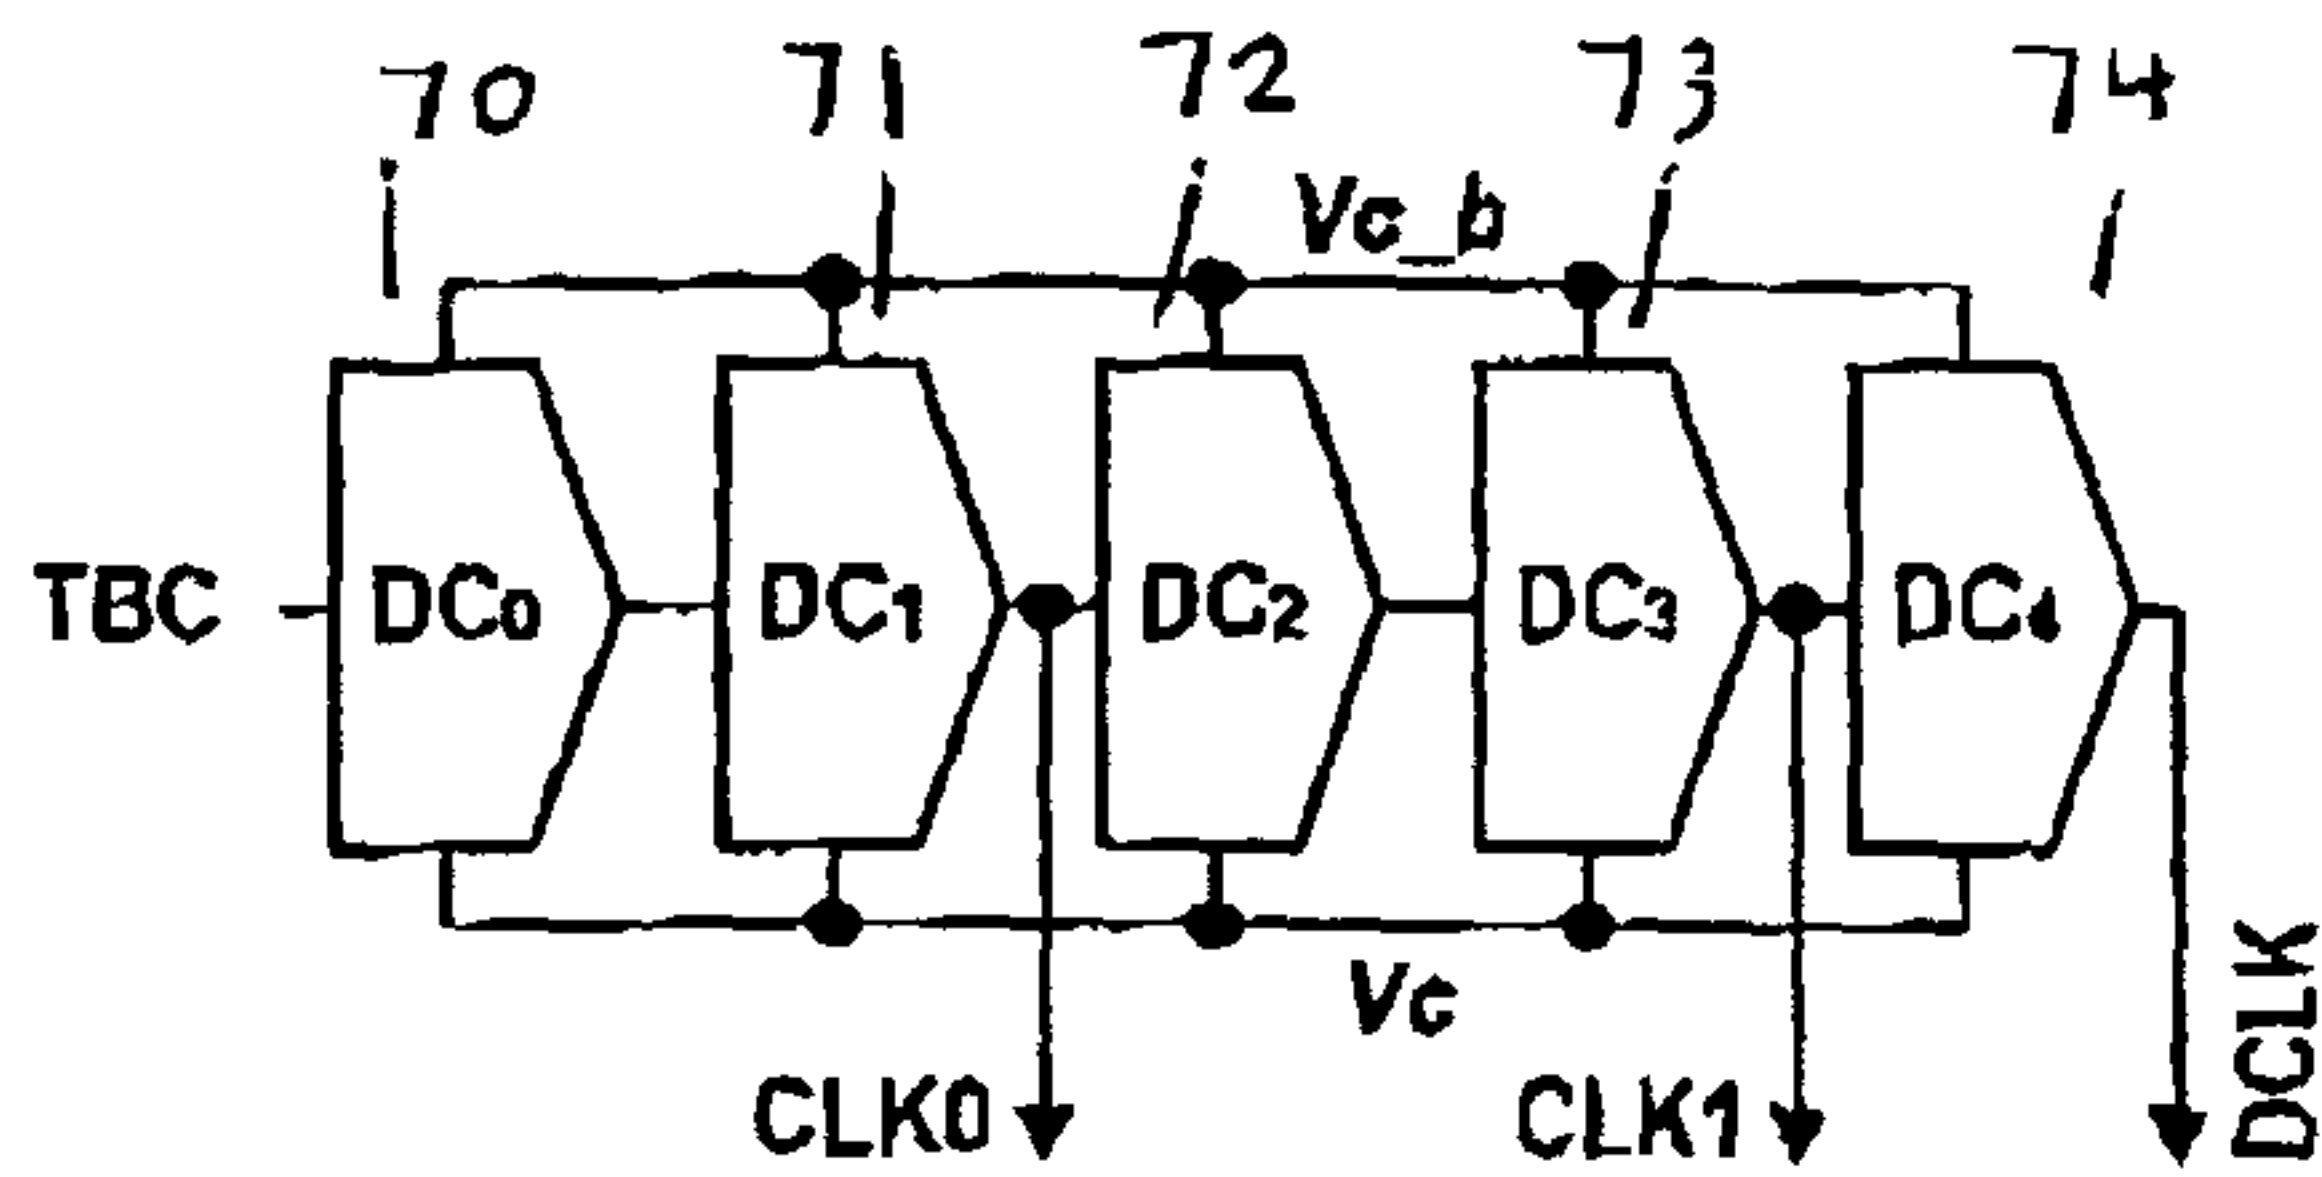 70 71 72 73 74
Vc_b
TBC DC0 DC1 DC2 DC3 DC4
Vc
CLK0 CLK1 DCLK